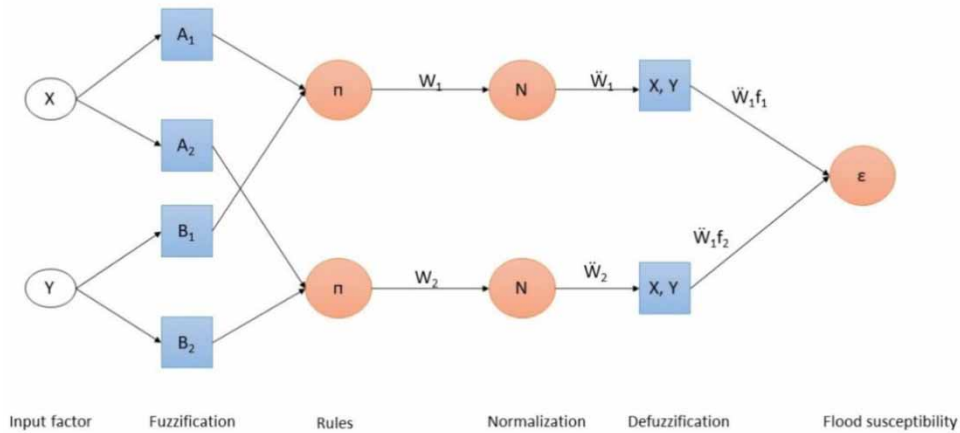 X
Y
A₁
A₂
B₁
B₂
п
п
W₁
W₂
N
N
Ẅ₁
Ẅ₂
X, Y
X, Y
Ẅ₁f₁
Ẅ₁f₂
ε
Input factor
Fuzzification
Rules
Normalization
Defuzzification
Flood susceptibility